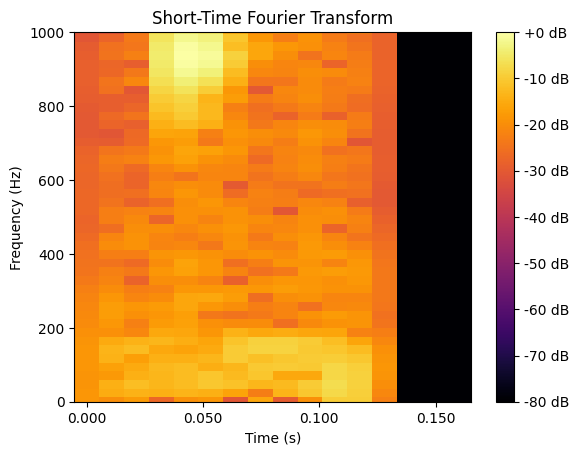 Short-Time Fourier Transform
1000
800
600
400
200
0
Frequency (Hz)
0.000
0.050
0.100
0.150
Time (s)
+0 dB
-10 dB
-20 dB
-30 dB
-40 dB
-50 dB
-60 dB
-70 dB
-80 dB